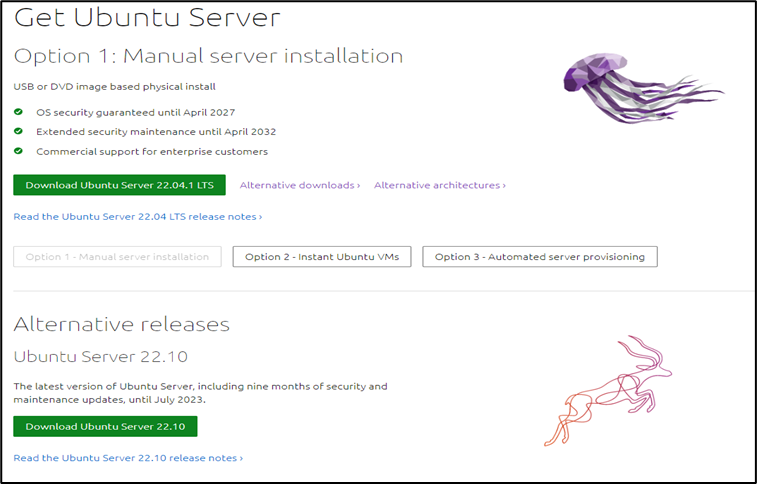 Get Ubuntu Server
Option 1: Manual server installation
USB or DVD image based physical install
OS security guaranteed until April 2027
Extended security maintenance until April 2032
Commercial support for enterprise customers
Download Ubuntu Server 22.04.1 LTS Alternative downloads › Alternative architectures ›
Read the Ubuntu Server 22.04 LTS release notes ›
Option 1 - Manual server installation Option 2 - Instant Ubuntu VMs Option 3 - Automated server provisioning
Alternative releases
Ubuntu Server 22.10
The latest version of Ubuntu Server, including nine months of security and
maintenance updates, until July 2023.
Download Ubuntu Server 22.10
Read the Ubuntu Server 22.10 release notes ›